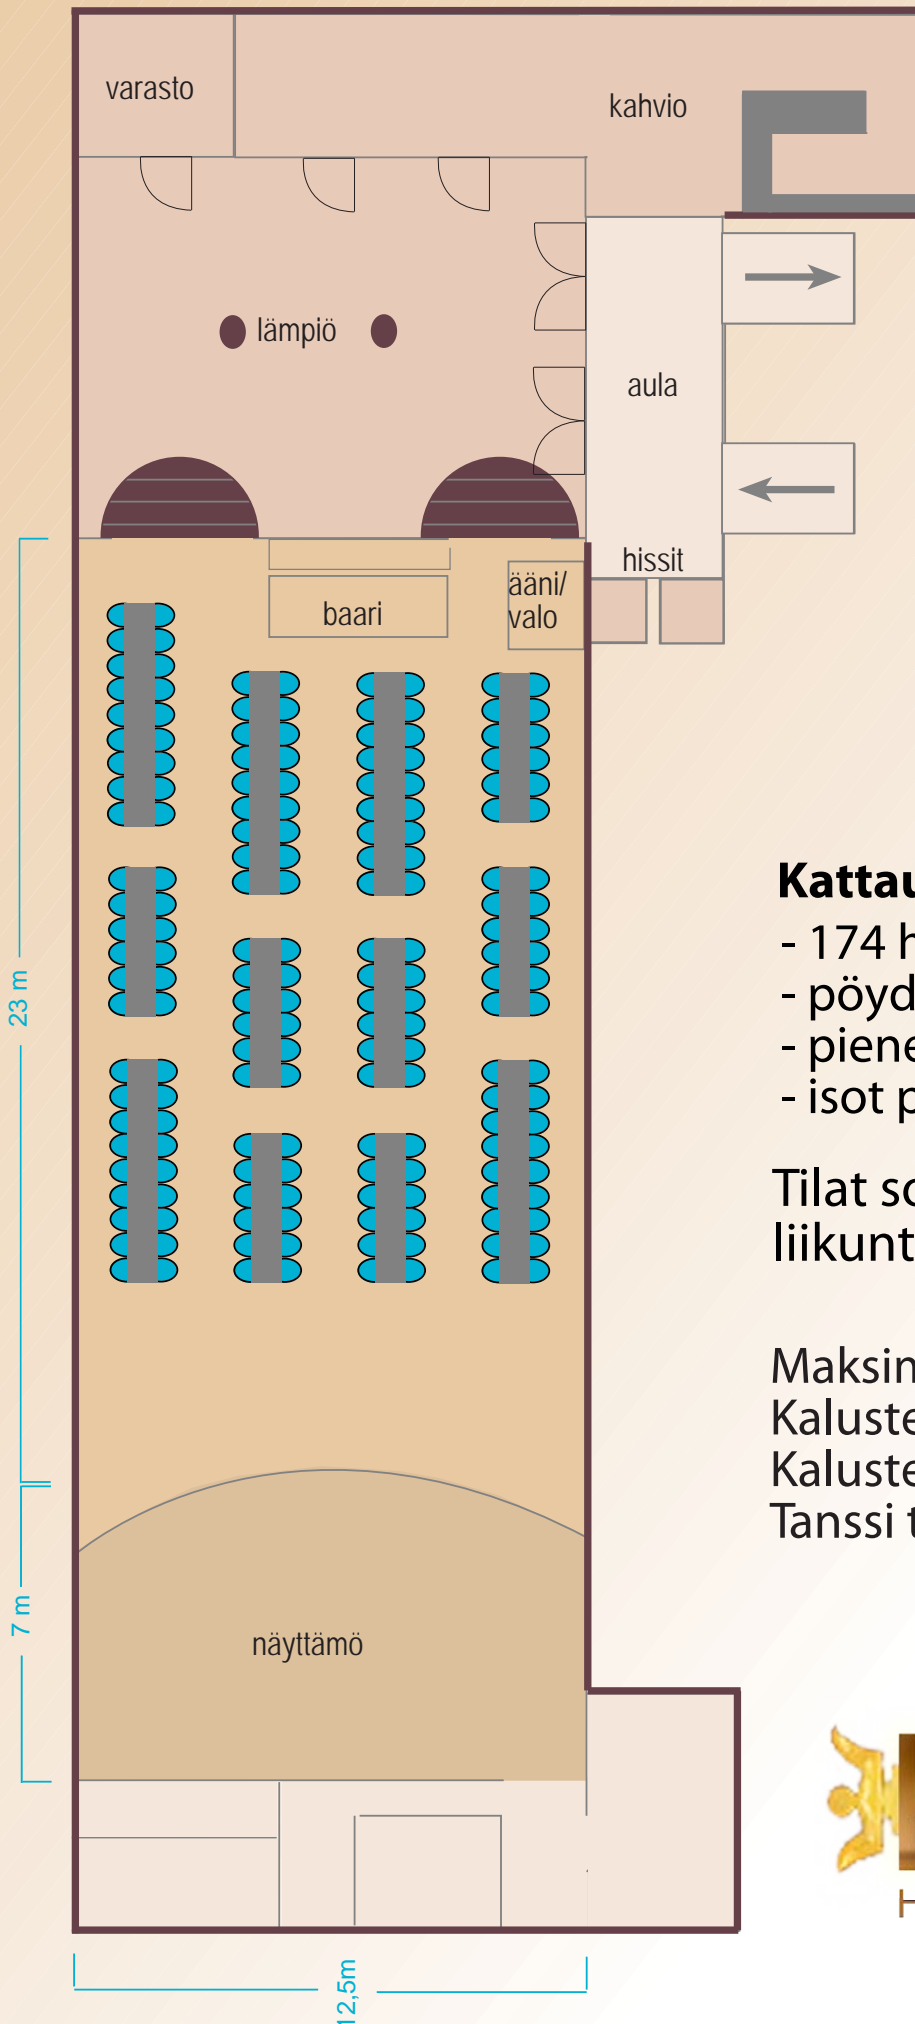 varasto
kahvio
lämpiö
aula
hissit
ääni/
valo
baari
23 m
7 m
näyttämö
12,5m
Kattau
- 174 h
- pöyd
- piene
- isot p
Tilat so
liikunt
Maksim
Kaluste
Kaluste
Tanssi t
H